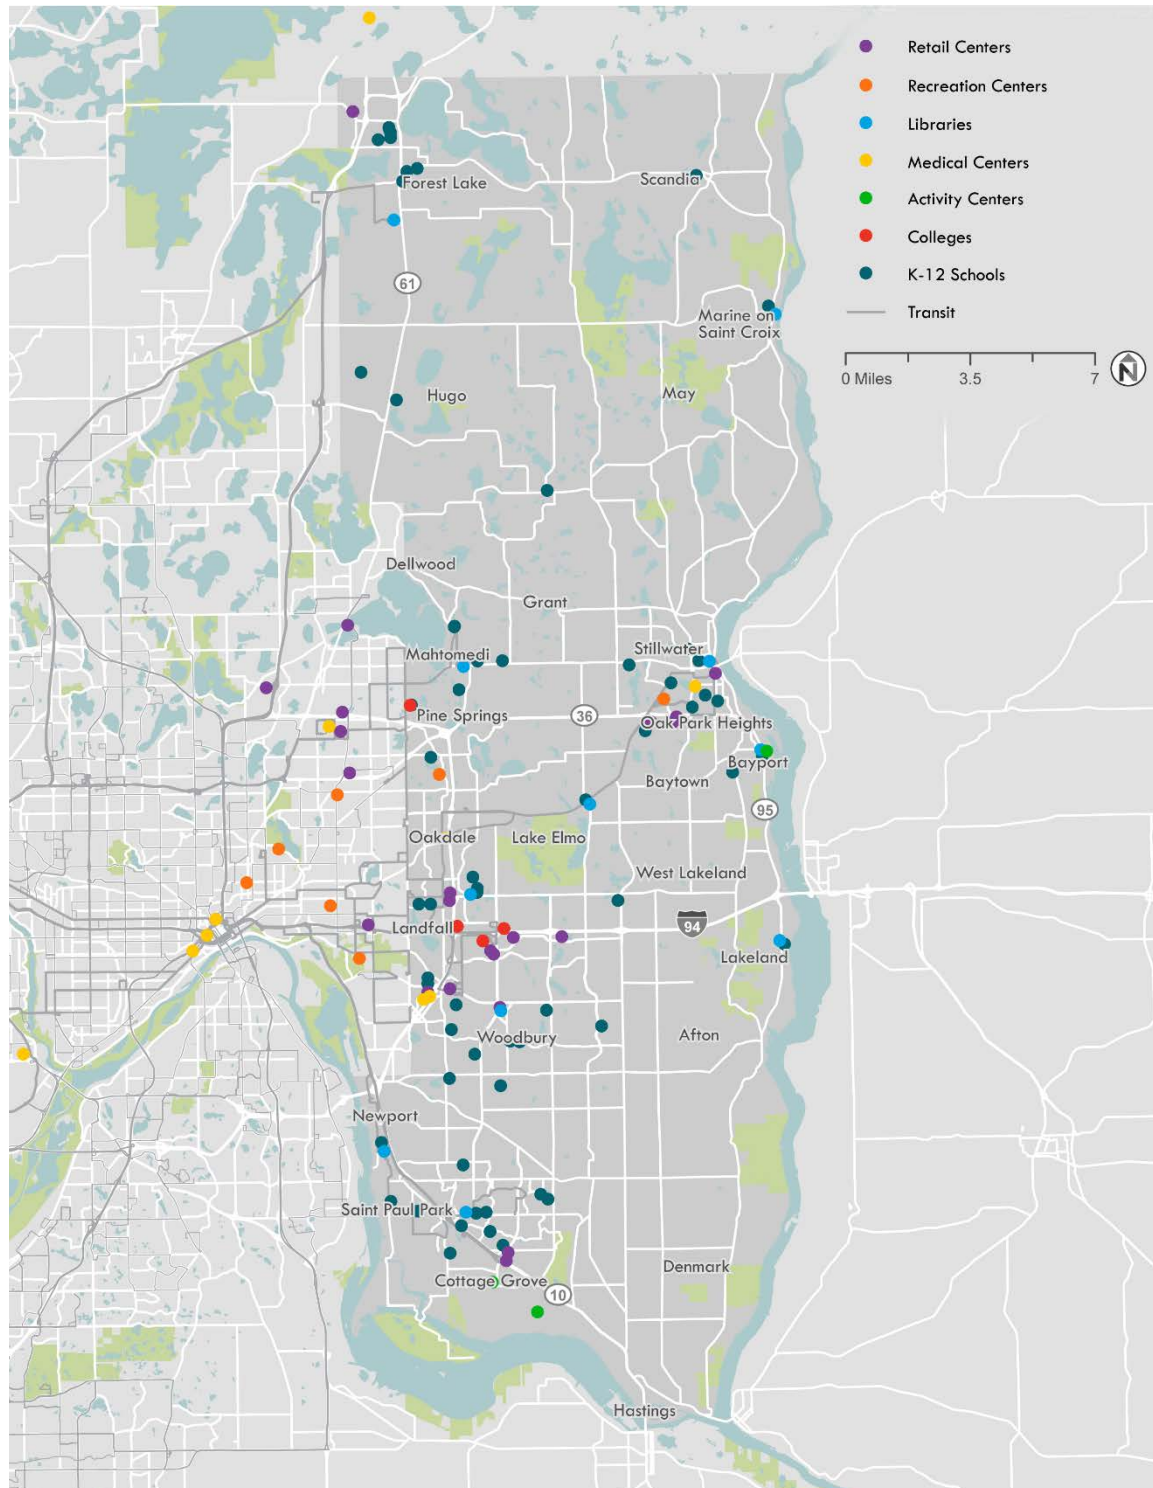 Retail Centers
Recreation Centers
Libraries
Medical Centers
Activity Centers
Colleges
K-12 Schools
Transit
0 Miles 3.5 7
N
Forest Lake
Scandia
61
Marine on
Saint Croix
Hugo
May
Dellwood
Grant
Mahtomedi
Stillwater
Pine Springs
36
Oak Park Heights
Bayport
Baytown
95
Oakdale
Lake Elmo
West Lakeland
Landfall
94
Lakeland
Woodbury
Afton
Newport
Saint Paul Park
Cottage Grove
Denmark
10
Hastings